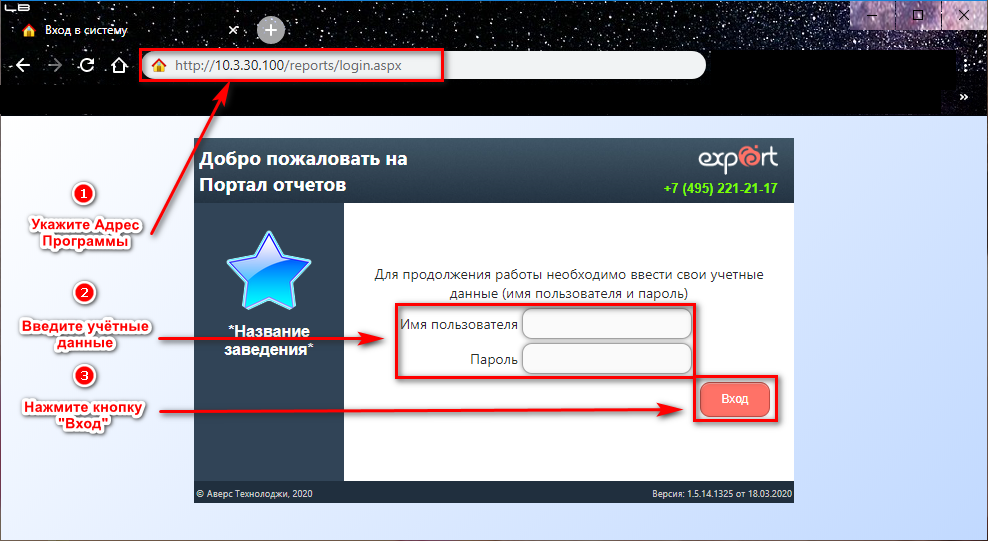 ЦВ
Вход в систему
http://10.3.30.100/reports/login.aspx
Добро пожаловать на
Портал отчетов
expert
+7 (495) 221-21-17
1
Укажите Адрес
Программы
2
Введите учётные
данные
3
Нажмите кнопку
"Вход"
*Название
заведения*
Для продолжения работы необходимо ввести свои учетные
данные (имя пользователя и пароль)
Имя пользователя
Пароль
Вход
© Аверс Технолоджи, 2020
Версия: 1.5.14.1325 от 18.03.2020